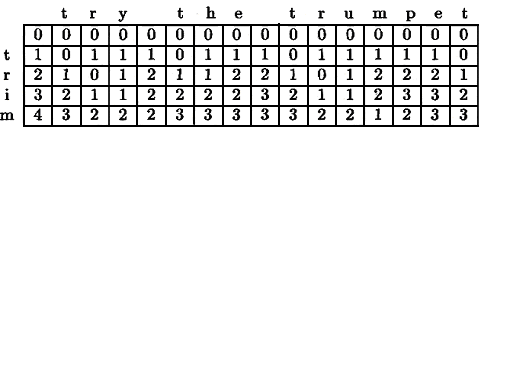 t r y t h e t r u m p e t
0 0 0 0 0 0 0 0 0 0 0 0 0 0 0 0
t 1 0 1 1 1 0 1 1 1 0 1 1 1 1 1 0
r 2 1 0 1 2 1 1 2 2 1 0 1 2 2 2 1
i 3 2 1 1 2 2 2 2 3 2 1 1 2 3 3 2
m 4 3 2 2 2 3 3 3 3 3 2 2 1 2 3 3